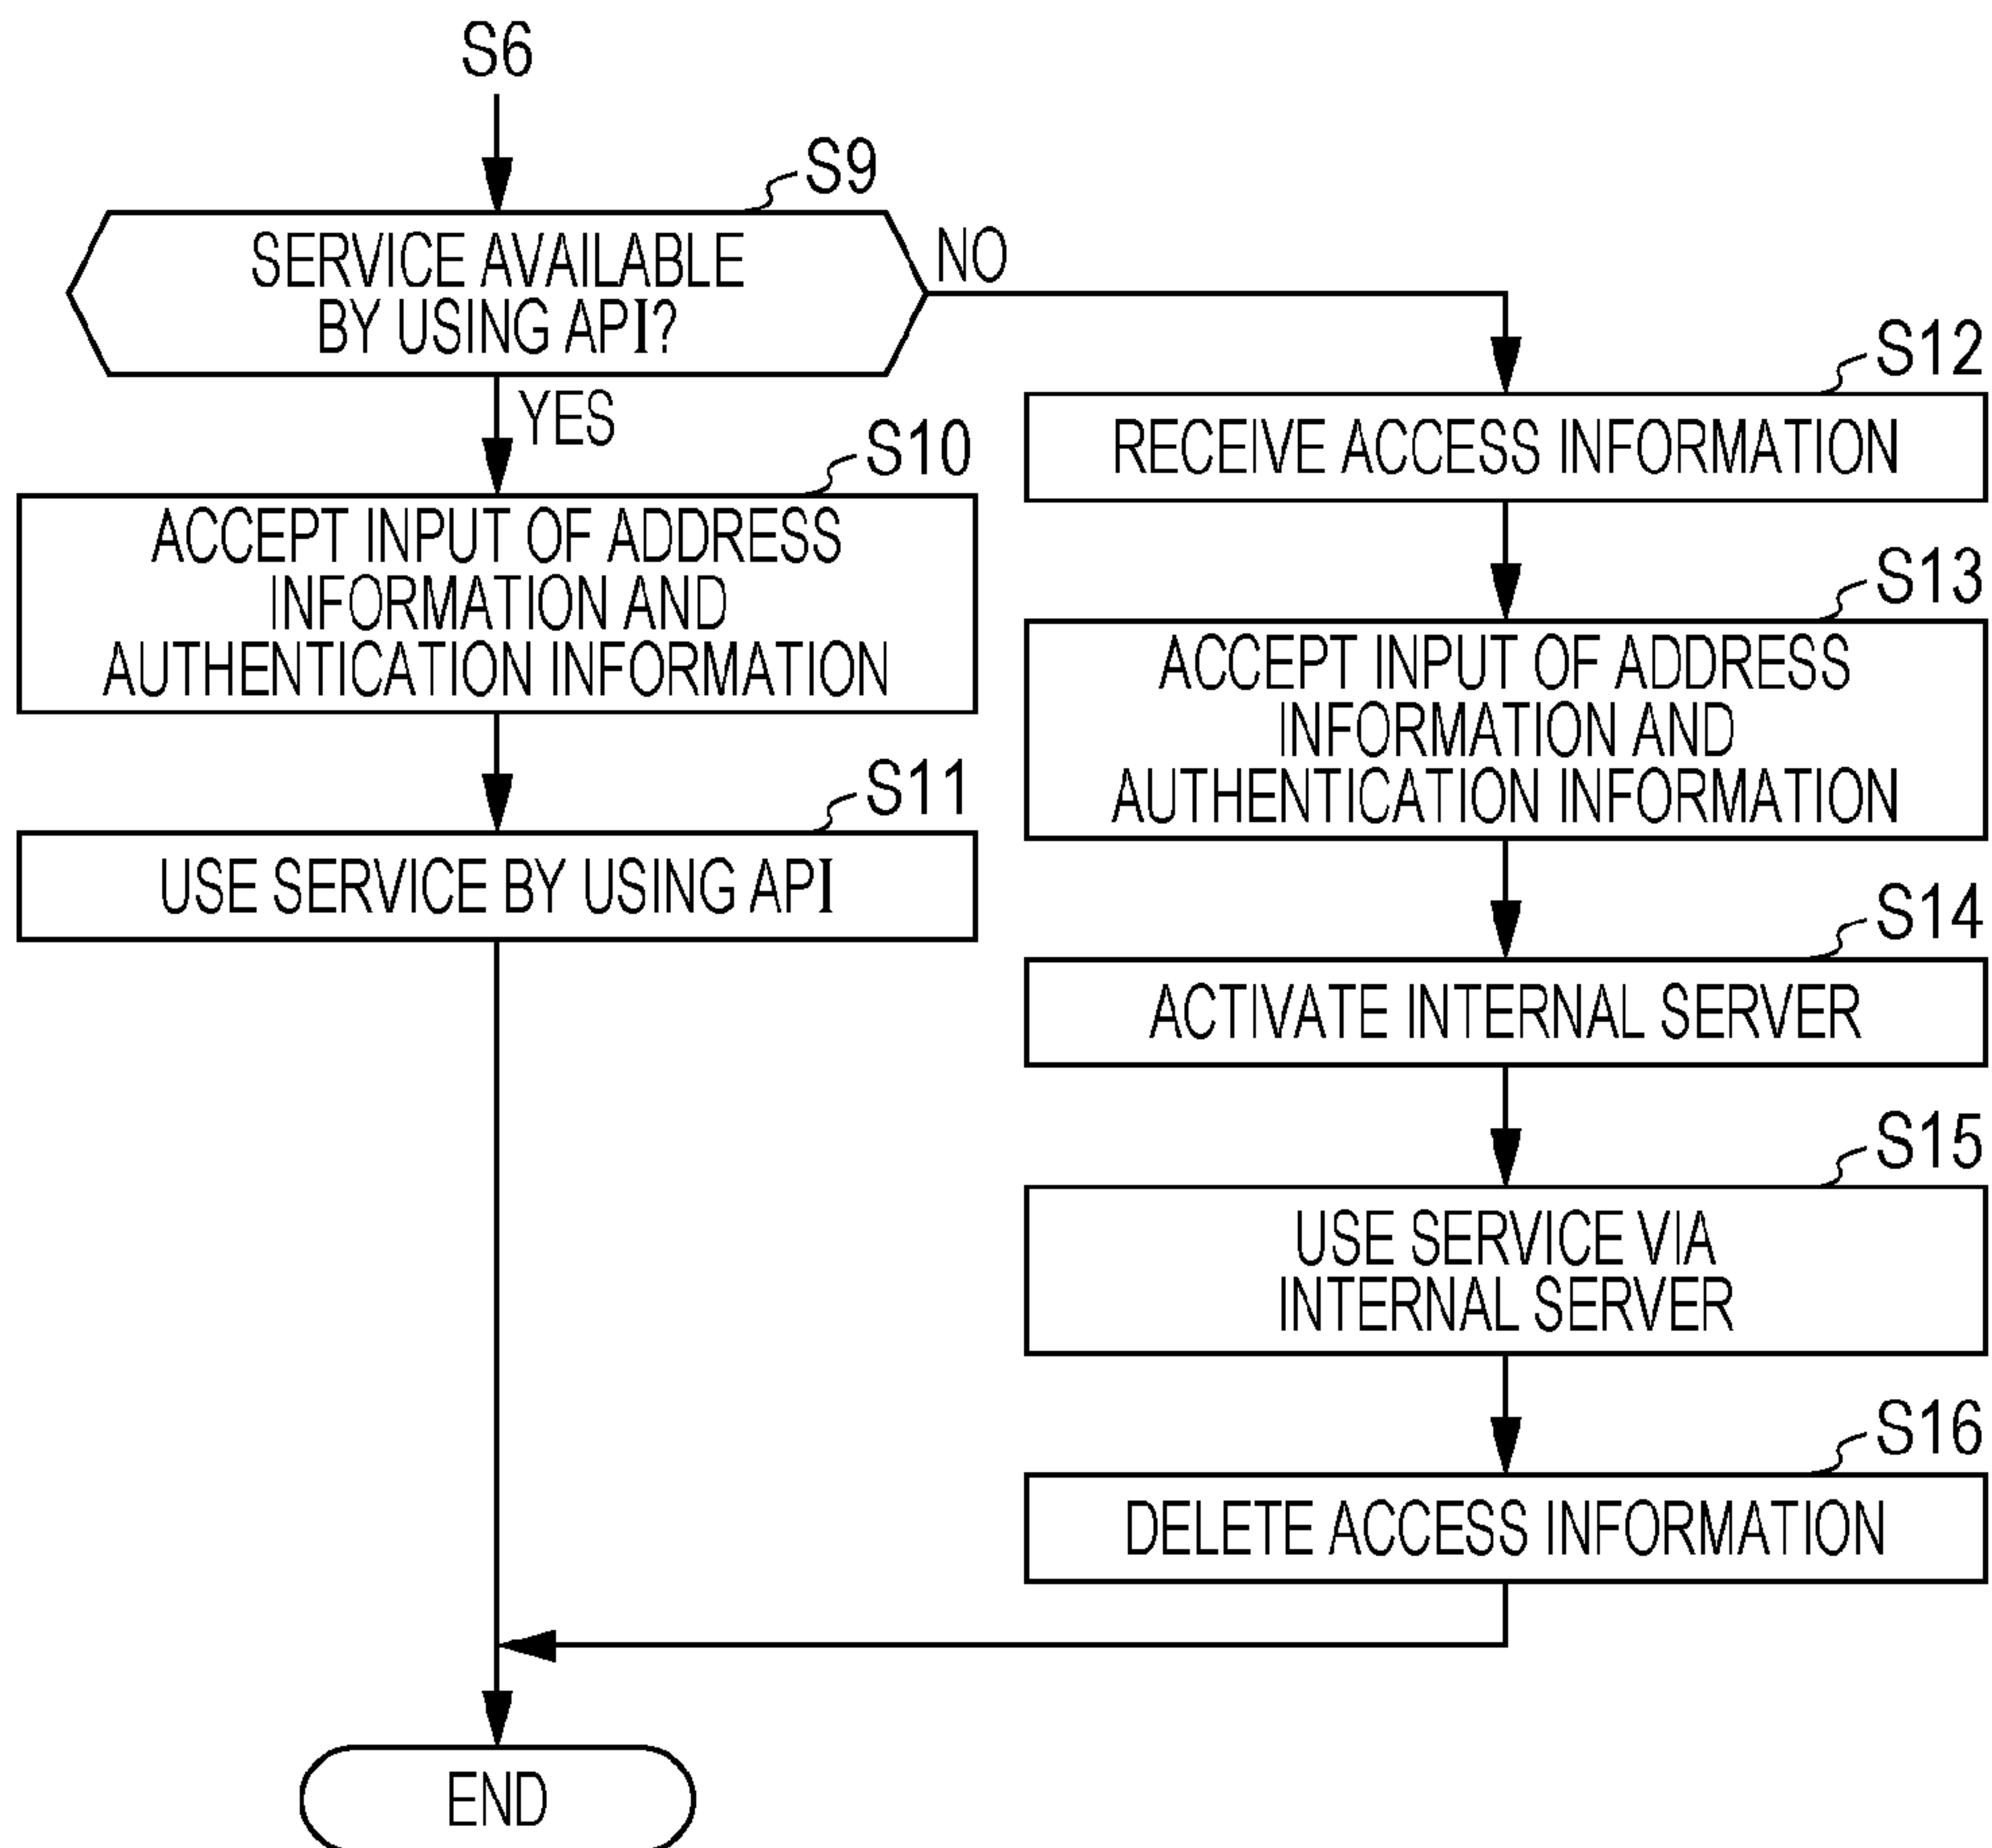 S6
S9
SERVICE AVAILABLE
BY USING API?
NO
YES
S10
ACCEPT INPUT OF ADDRESS
INFORMATION AND
AUTHENTICATION INFORMATION
S11
USE SERVICE BY USING API
S12
RECEIVE ACCESS INFORMATION
S13
ACCEPT INPUT OF ADDRESS
INFORMATION AND
AUTHENTICATION INFORMATION
S14
ACTIVATE INTERNAL SERVER
S15
USE SERVICE VIA
INTERNAL SERVER
S16
DELETE ACCESS INFORMATION
END